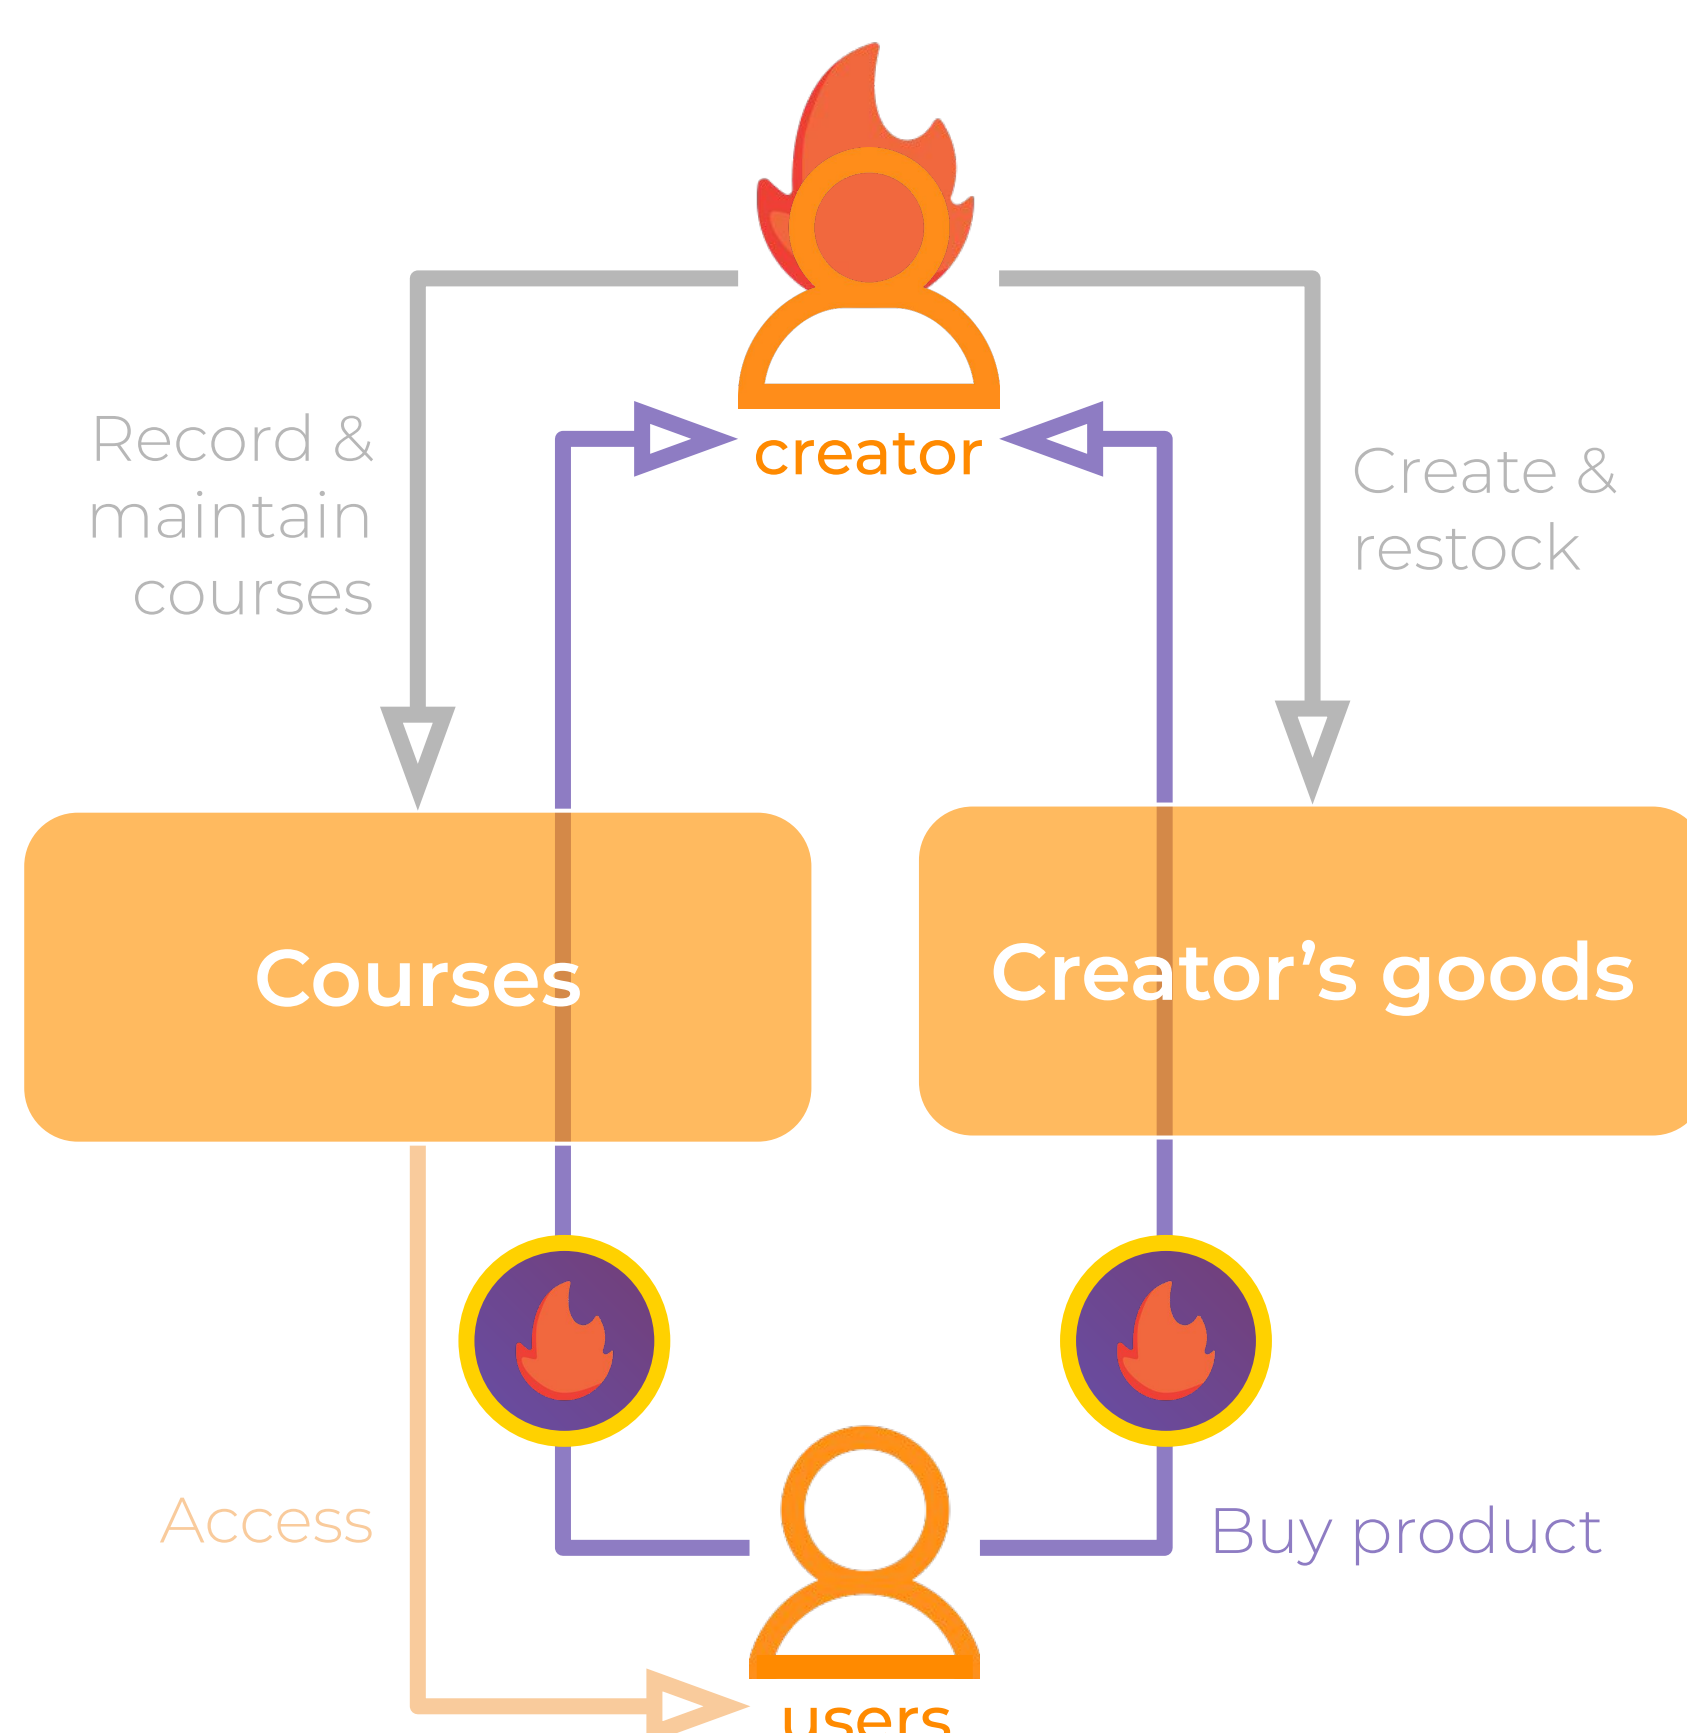 creator
Record &
maintain
courses
Create &
restock
Courses
Creator’s goods
Access
Buy product
users